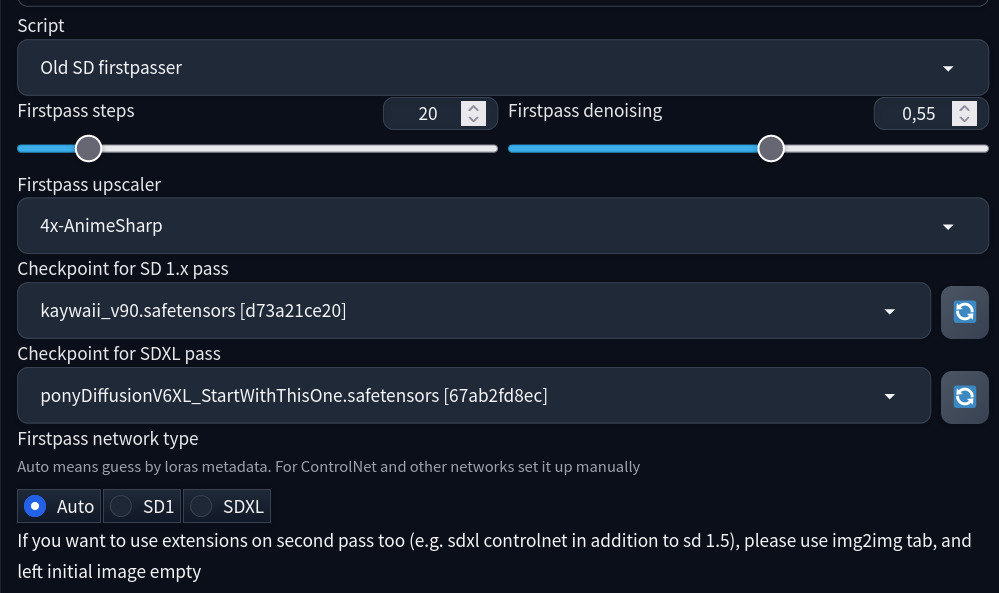 Script
Old SD firstpasser
Firstpass steps
20
Firstpass denoising
0,55
Firstpass upscaler
4x-AnimeSharp
Checkpoint for SD 1.x pass
kaywaii_v90.safetensors [d73a21ce20]
Checkpoint for SDXL pass
ponyDiffusionV6XL_StartWithThisOne.safetensors [67ab2fd8ec]
Firstpass network type
Auto means guess by loras metadata. For ControlNet and other networks set it up manually
Auto SD1 SDXL
If you want to use extensions on second pass too (e.g. sdxl controlnet in addition to sd 1.5), please use img2img tab, and
left initial image empty